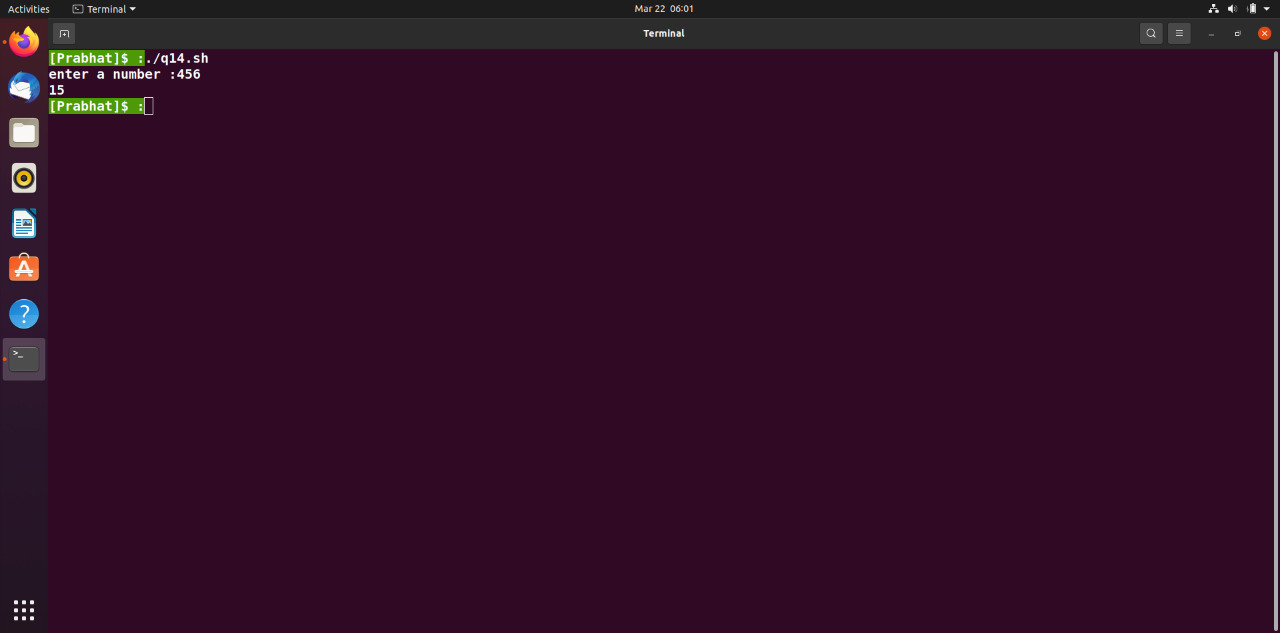 Activities Terminal Mar 22 06:01
Terminal
[Prabhat]$ :./q14.sh
enter a number :456
15
[Prabhat]$ :